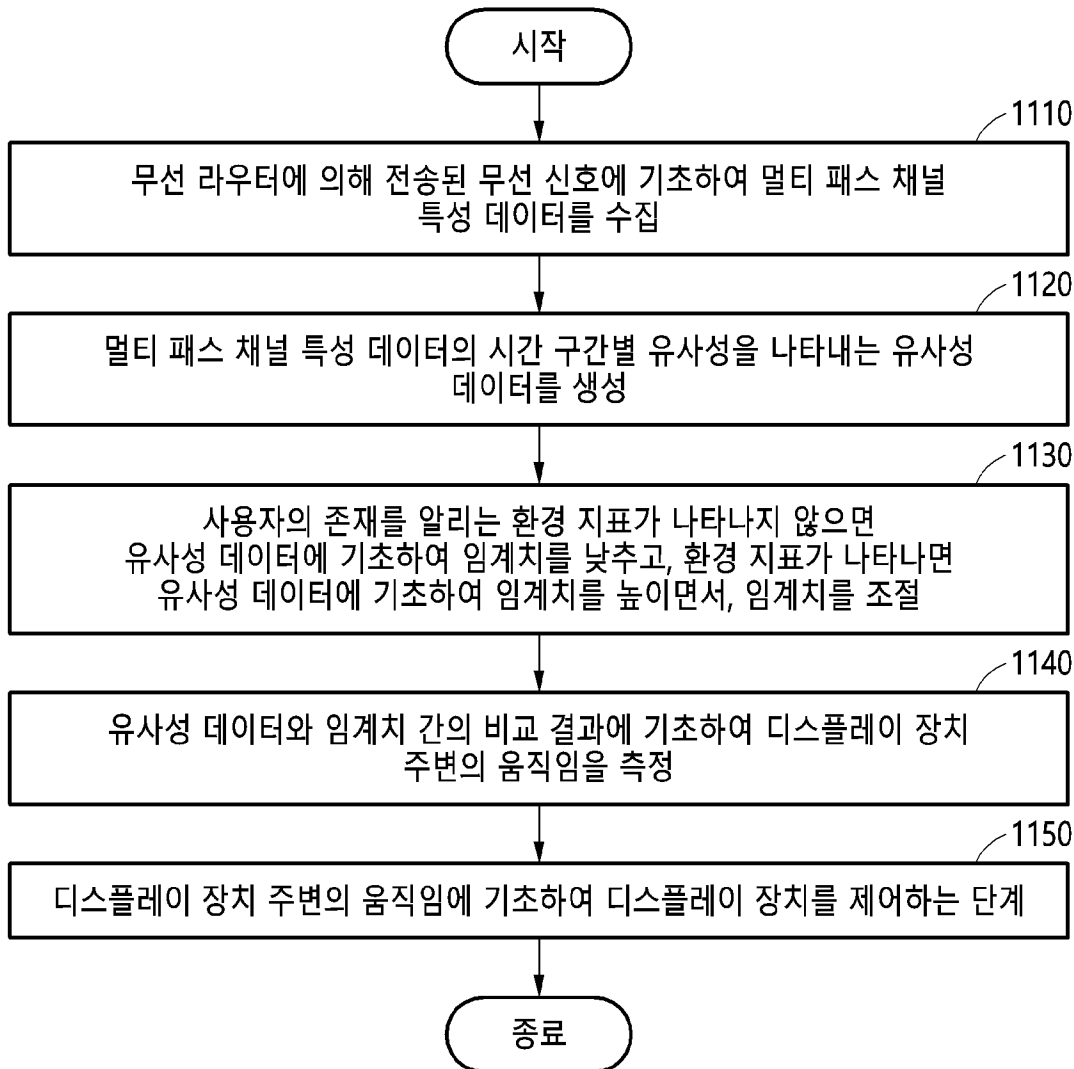 시작
1110
무선 라우터에 의해 전송된 무선 신호에 기초하여 멀티 패스 채널
특성 데이터를 수집
1120
멀티 패스 채널 특성 데이터의 시간 구간별 유사성을 나타내는 유사성
데이터를 생성
1130
사용자의 존재를 알리는 환경 지표가 나타나지 않으면
유사성 데이터에 기초하여 임계치를 낮추고, 환경 지표가 나타나면
유사성 데이터에 기초하여 임계치를 높이면서, 임계치를 조절
1140
유사성 데이터와 임계치 간의 비교 결과에 기초하여 디스플레이 장치
주변의 움직임을 측정
1150
디스플레이 장치 주변의 움직임에 기초하여 디스플레이 장치를 제어하는 단계
종료